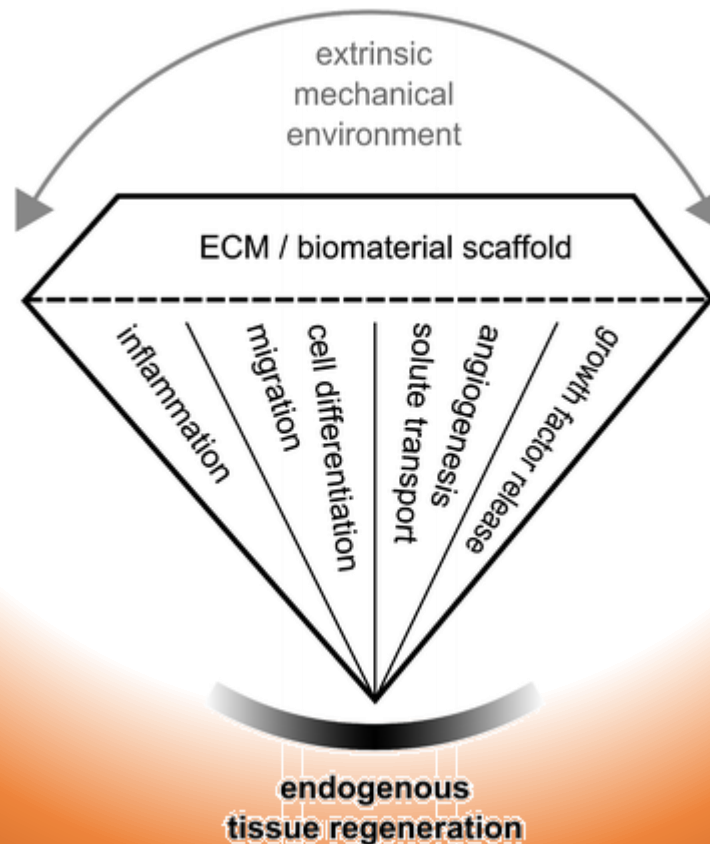 extrinsic
mechanical
environment
ECM / biomaterial scaffold
inflammation
migration
cell differentiation
solute transport
angiogenesis
growth factor release
endogenous
tissue regeneration